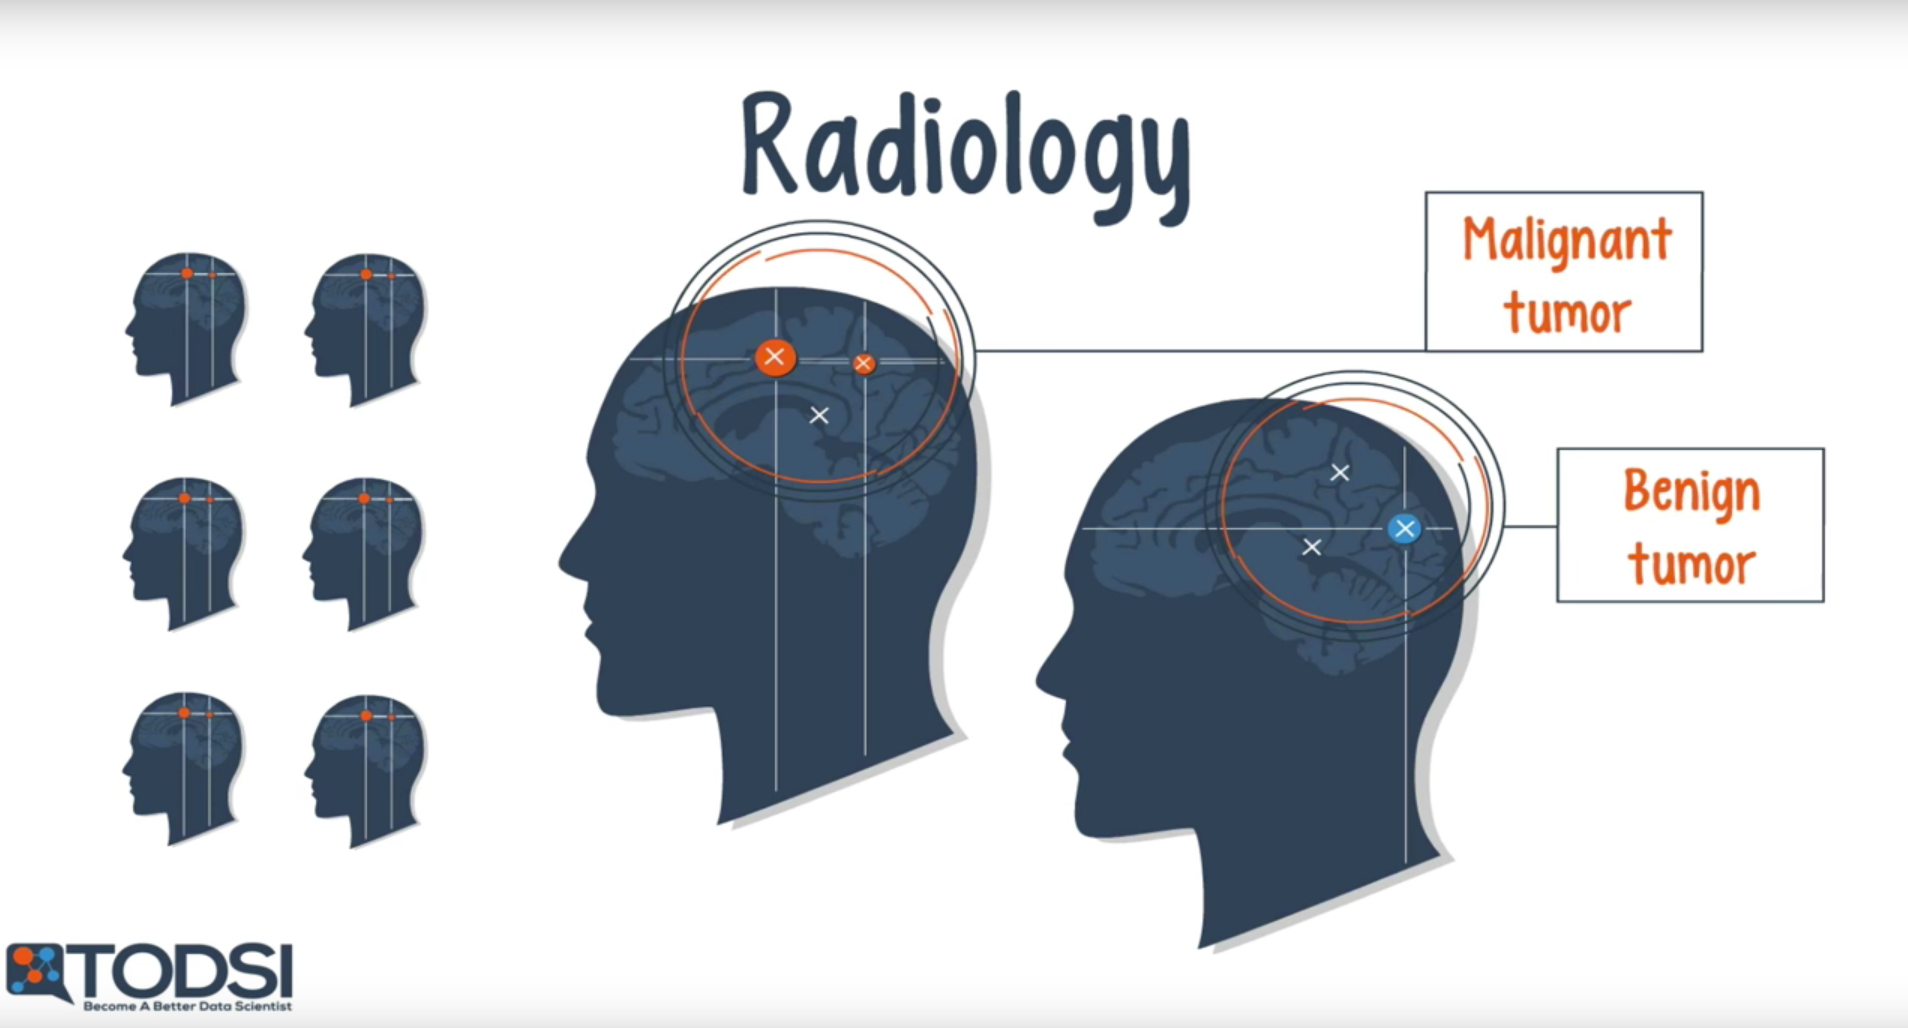 Radiology
Malignant
tumor
Benign
tumor
TODSI
Become A Better Data Scientist